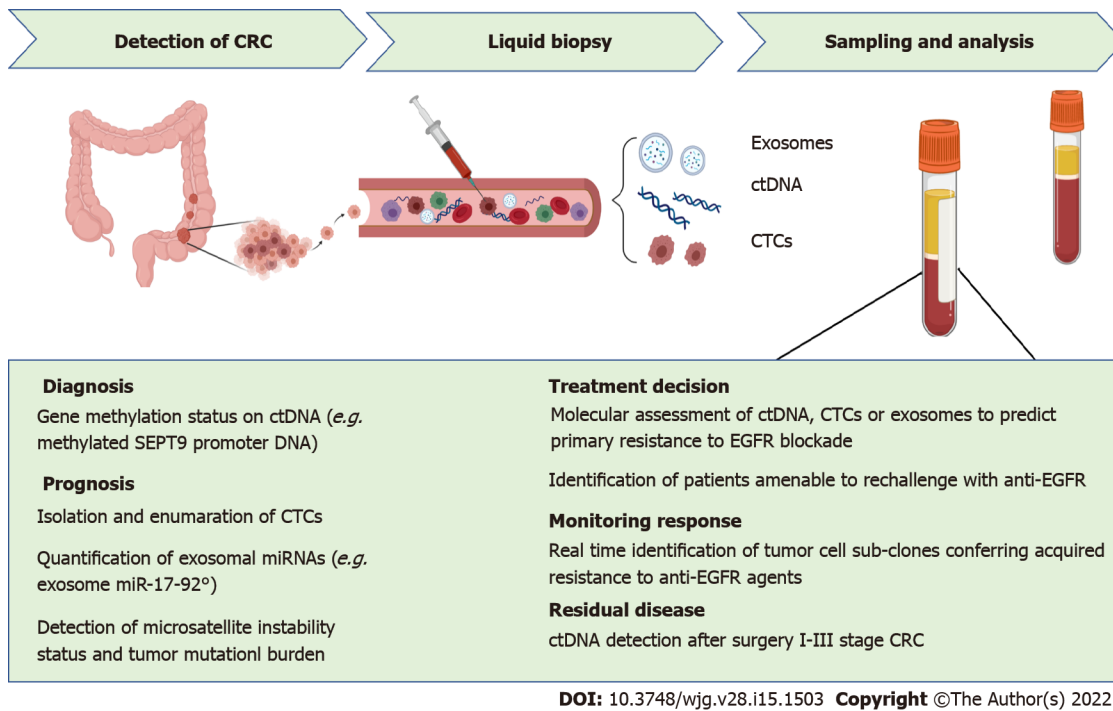 Detection of CRC
Liquid biopsy
Sampling and analysis
Exosomes
ctDNA
CTCs
Diagnosis
Gene methylation status on ctDNA (e.g.
methylated SEPT9 promoter DNA)
Prognosis
Isolation and enumaration of CTCs
Quantification of exosomal miRNAs (e.g.
exosome miR-17-92°)
Detection of microsatellite instability
status and tumor mutationl burden
Treatment decision
Molecular assessment of ctDNA, CTCs or exosomes to predict
primary resistance to EGFR blockade
Identification of patients amenable to rechallenge with anti-EGFR
Monitoring response
Real time identification of tumor cell sub-clones conferring acquired
resistance to anti-EGFR agents
Residual disease
ctDNA detection after surgery I-III stage CRC
DOI: 10.3748/wjg.v28.i15.1503 Copyright ©The Author(s) 2022